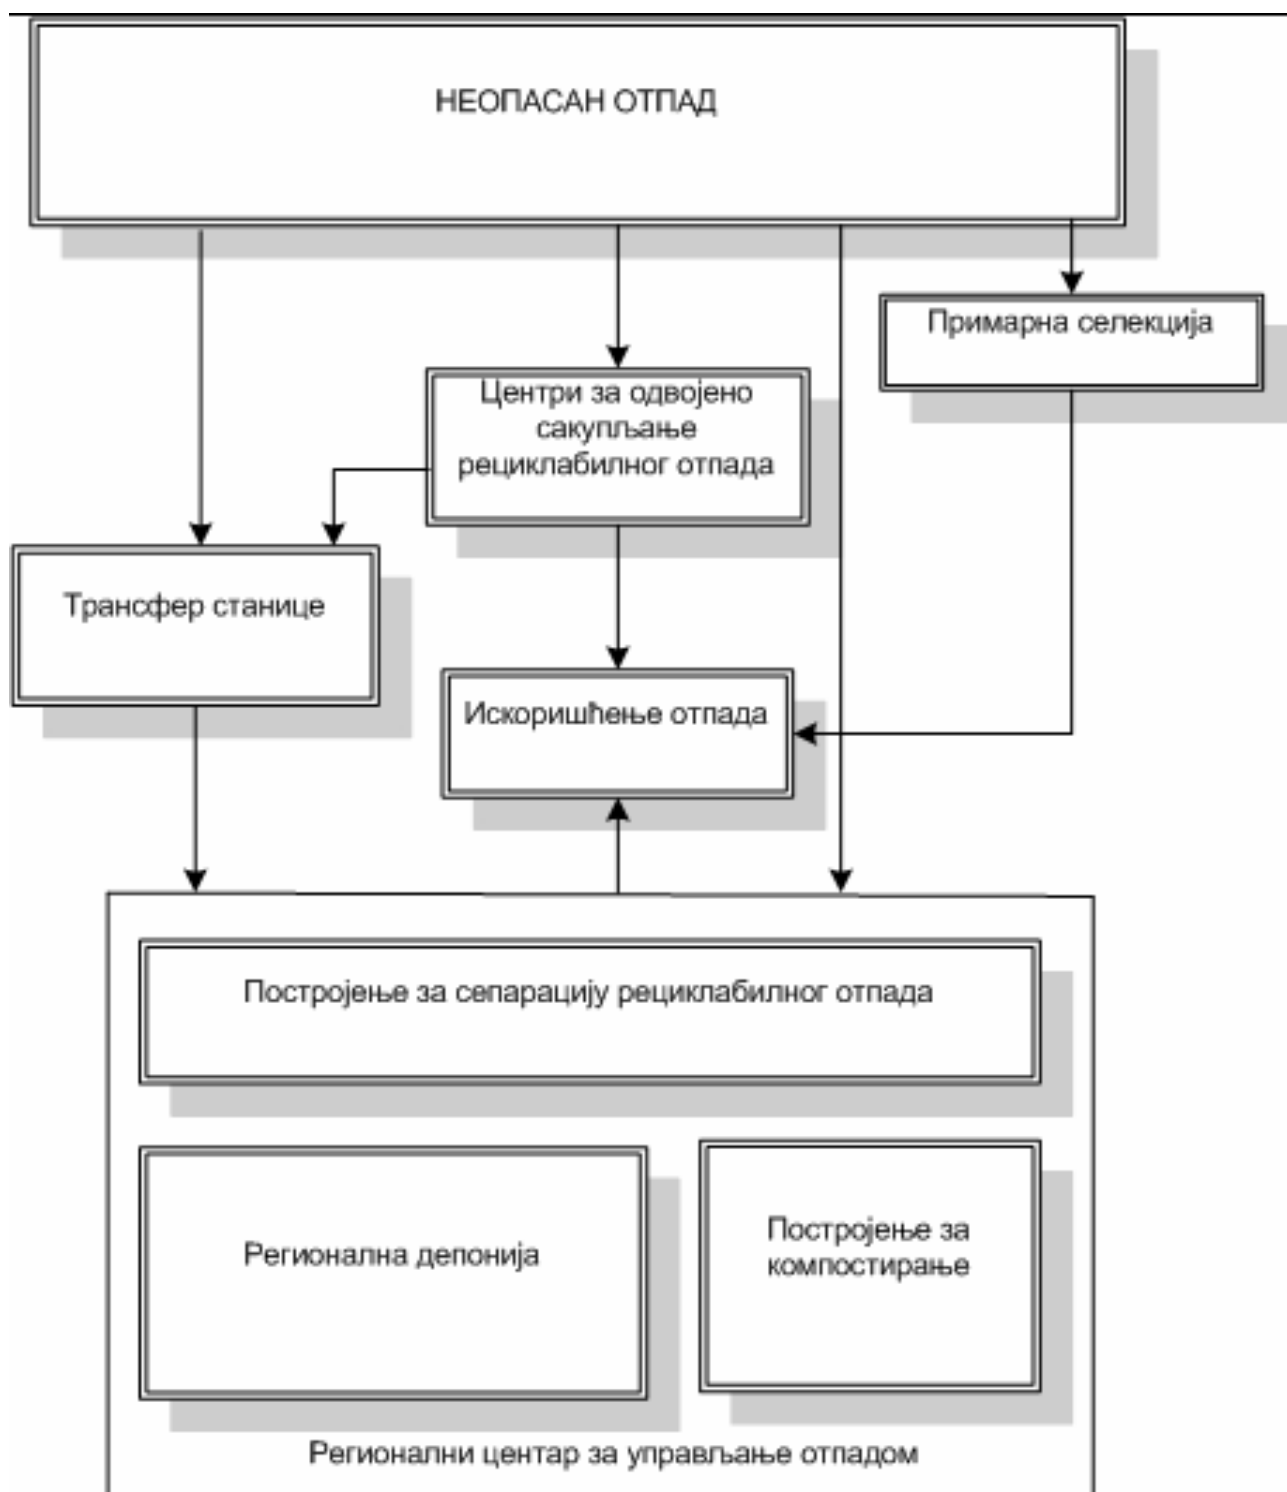 НЕОПАСАН ОТПАД
Примарна селекција
Центри за одвојено
сакупљање
рециклабилног отпада
Трансфер станице
Искоришћење отпада
Постројење за сепарацију рециклабилног отпада
Регионална депонија
Постројење за
компостирање
Регионални центар за управљање отпадом